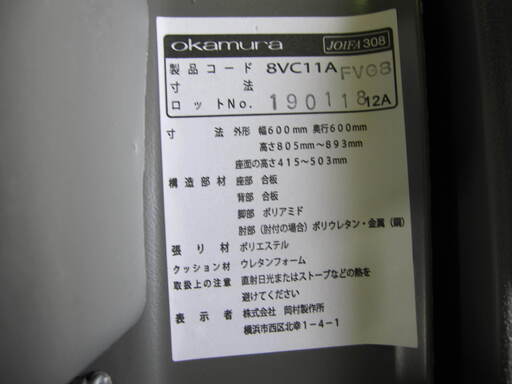 okamura JOIFA 308
製品コード 8VC11A FVG8
寸法
ロットNo. 190118 12A
寸法 外形 幅600mm 奥行600mm
高さ805mm～893mm
座面の高さ415～503mm
構造部材 座部 合板
背部 合板
脚部 ポリアミド
肘部（肘付の場合）ポリウレタン・金属（鋼）
張り材 ポリエステル
クッション材 ウレタンフォーム
取扱上の注意 直射日光またはストーブなどの熱を
避けてください
表示者 株式会社 岡村製作所
横浜市西区北幸1-4-1